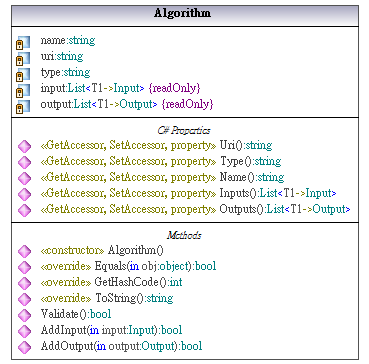 Algorithm
name:string
uri:string
type:string
input:List<T1->Input> {readOnly}
output:List<T1->Output> {readOnly}
C# Properties
«GetAccessor, SetAccessor, property» Uri():string
«GetAccessor, SetAccessor, property» Type():string
«GetAccessor, SetAccessor, property» Name():string
«GetAccessor, SetAccessor, property» Inputs():List<T1->Input>
«GetAccessor, SetAccessor, property» Outputs():List<T1->Output>
Methods
«constructor» Algorithm()
«override» Equals(in obj:object):bool
«override» GetHashCode():int
«override» ToString():string
Validate():bool
AddInput(in input:Input):bool
AddOutput(in output:Output):bool